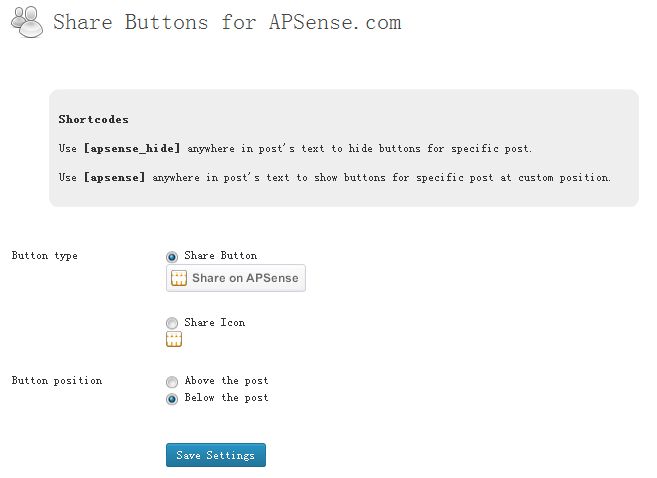 Share Buttons for APSense.com
Shortcodes
Use [apsense_hide] anywhere in post's text to hide buttons for specific post.
Use [apsense] anywhere in post's text to show buttons for specific post at custom position.
Button type
Share Button
Share on APSense
Share Icon
Button position
Above the post
Below the post
Save Settings